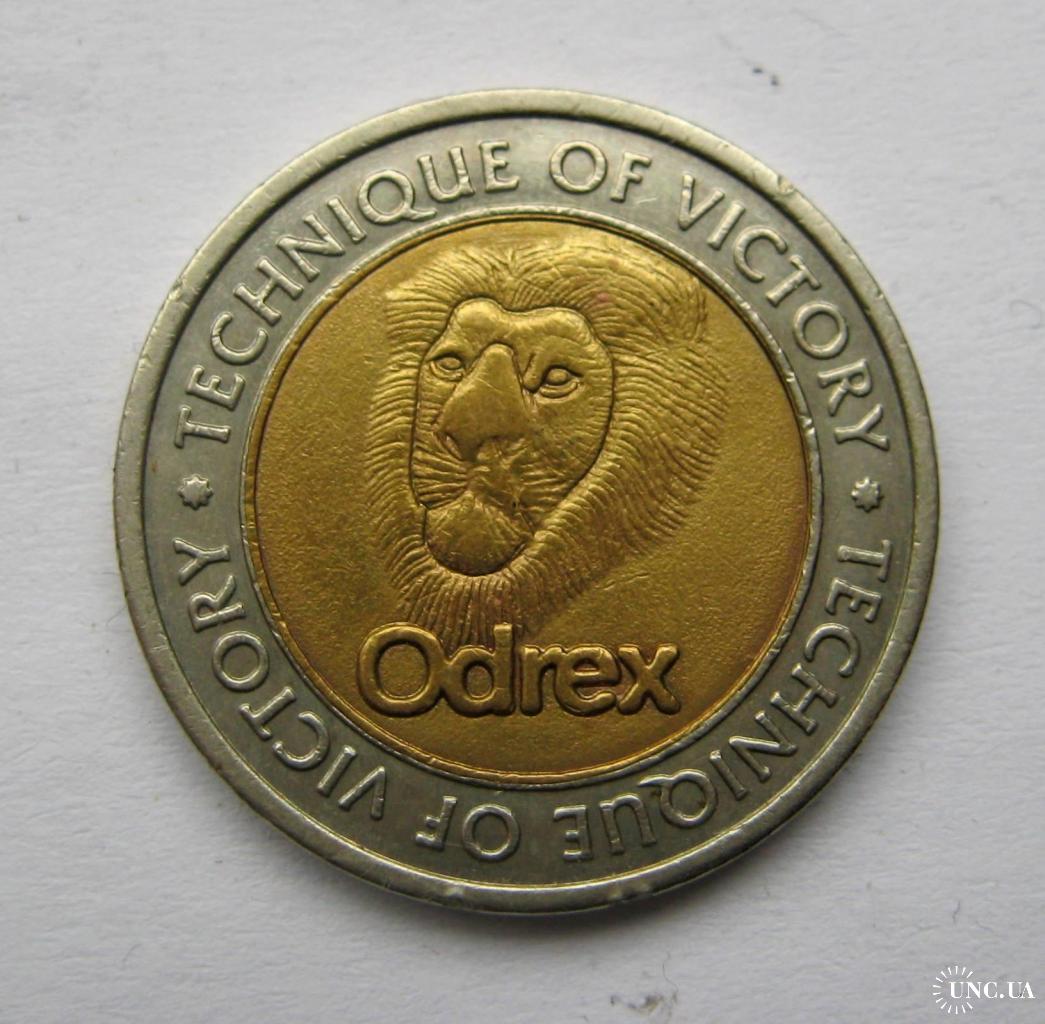 TECHNIQUE OF VICTORY
TECHNIQUE OF VICTORY
Odrex
UNC.UA